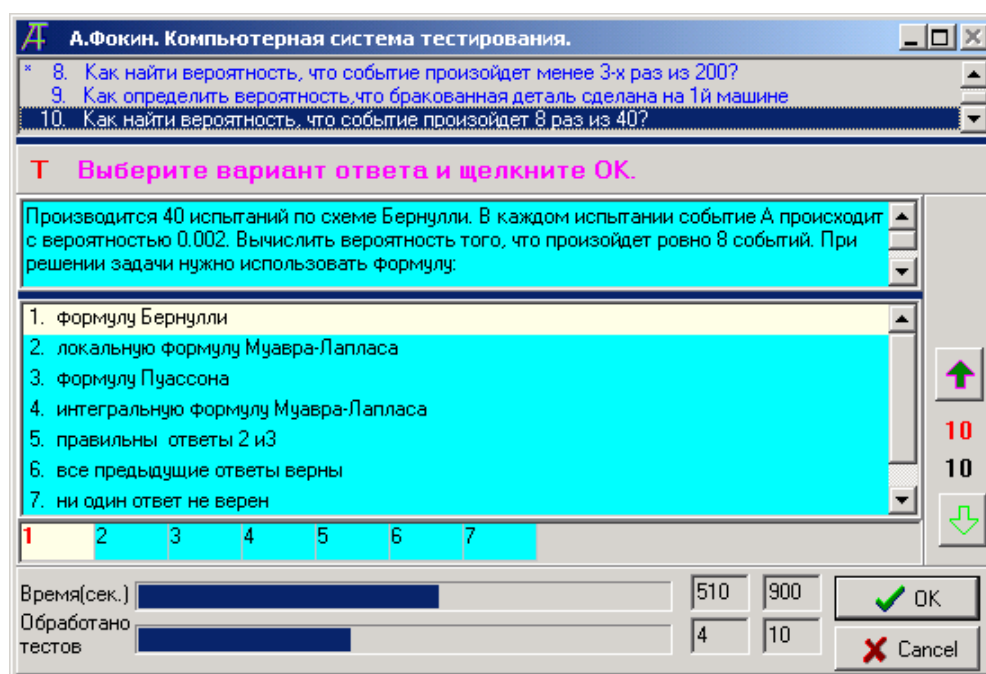 А.Фокин. Компьютерная система тестирования.
* 8. Как найти вероятность, что событие произойдет менее 3-х раз из 200?
9. Как определить вероятность,что бракованная деталь сделана на 1й машине
10. Как найти вероятность, что событие произойдет 8 раз из 40?
Т Выберите вариант ответа и щелкните OK.
Производится 40 испытаний по схеме Бернулли. В каждом испытании событие А происходит
с вероятностью 0.002. Вычислить вероятность того, что произойдет ровно 8 событий. При
решении задачи нужно использовать формулу:
1. формулу Бернулли
2. локальную формулу Муавра-Лапласа
3. формулу Пуассона
4. интегральную формулу Муавра-Лапласа
5. правильны ответы 2 и3
6. все предыдущие ответы верны
7. ни один ответ не верен
10
10
1 2 3 4 5 6 7
Время(сек.) 510 900 OK
Обработано
тестов 4 10 Cancel